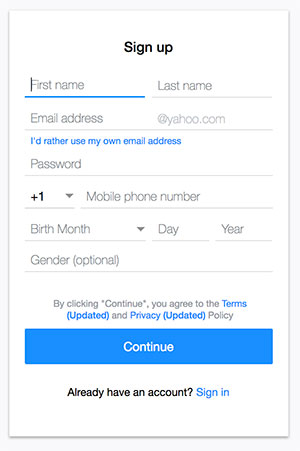 Sign up
First name Last name
Email address @yahoo.com
I'd rather use my own email address
Password
+1 Mobile phone number
Birth Month Day Year
Gender (optional)
By clicking "Continue", you agree to the Terms
(Updated) and Privacy (Updated) Policy
Continue
Already have an account? Sign in